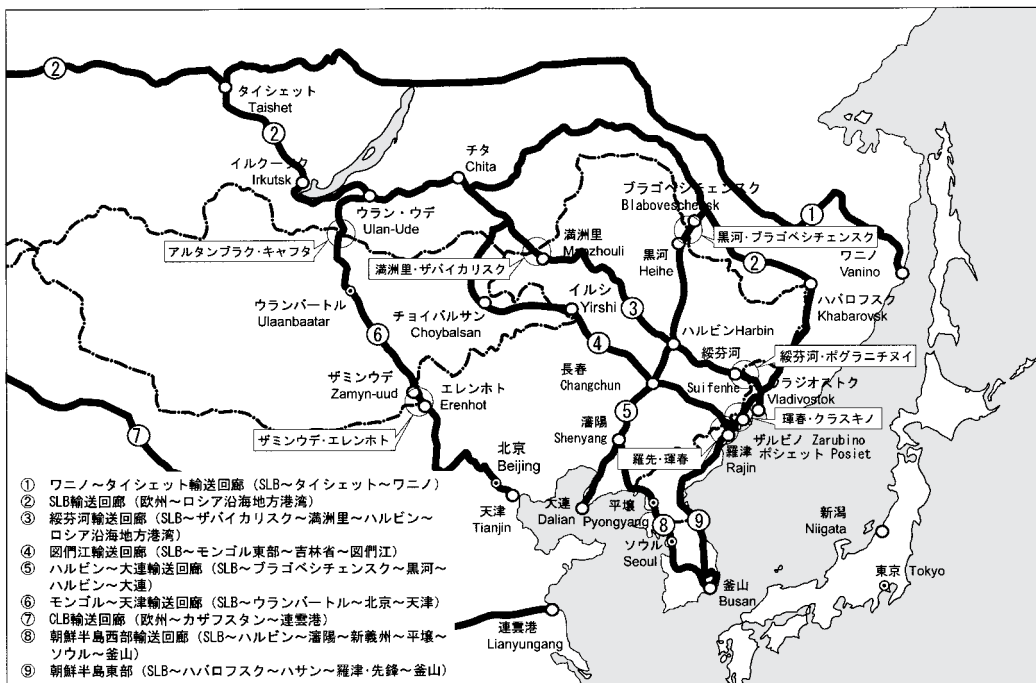 ②
タイシェット
Taishet
②
イルクーツク
Irkutsk
チタ
Chita
ウラン・ウデ
Ulan-Ude
ブラゴベシチェンスク
Blaboveschensk
①
アルタンブラク・キャフタ
満洲里
Manzhouli
満洲里・ザバイカリスク
黒河
Heihe
黒河・ブラゴベシチェンスク
②
ワニノ
Vanino
ウランバートル
Ulaanbaatar
チョイバルサン
Choybalsan
イルシ
Yirshi
③
ハバロフスク
Khabarovsk
⑥
④
ハルビンHarbin
綏芬河
Suifenhe
綏芬河・ポグラニチヌイ
ザミンウデ
Zamyn-uud
エレンホト
Erenhot
長春
Changchun
ウラジオストク
Vladivostok
⑦
ザミンウデ・エレンホト
⑤
瀋陽
Shenyang
琿春・クラスキノ
羅先・琿春
羅津
Rajin
ザルビノ Zarubino
ポシェット Posiet
北京
Beijing
天津
Tianjin
大連
Dalian
平壌
Pyongyang
⑧
⑨
ソウル
Seoul
新潟
Niigata
東京 Tokyo
釜山
Busan
連雲港
Lianyungang
① ワニノ～タイシェット輸送回廊（SLB～タイシェット～ワニノ）
② SLB輸送回廊（欧州～ロシア沿海地方港湾）
③ 綏芬河輸送回廊（SLB～ザバイカリスク～満洲里～ハルビン～
ロシア沿海地方港湾）
④ 図們江輸送回廊（SLB～モンゴル東部～吉林省～図們江）
⑤ ハルビン～大連輸送回廊（SLB～ブラゴベシチェンスク～黒河～
ハルビン～大連）
⑥ モンゴル～天津輸送回廊（SLB～ウランバートル～北京～天津）
⑦ CLB輸送回廊（欧州～カザフスタン～連雲港）
⑧ 朝鮮半島西部輸送回廊（SLB～ハルビン～瀋陽～新義州～平壌～
ソウル～釜山）
⑨ 朝鮮半島東部（SLB～ハバロフスク～ハサン～羅津・先鋒～釜山）